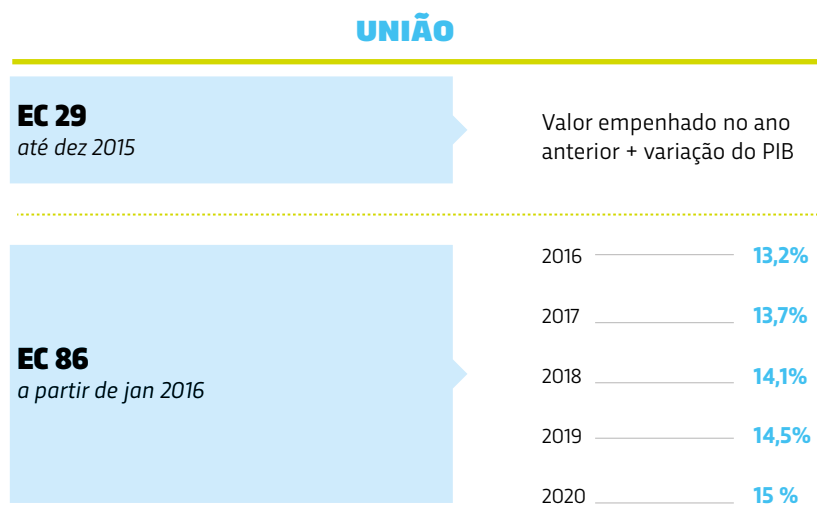 UNIÃO
EC 29
até dez 2015
Valor empenhado no ano
anterior + variação do PIB
EC 86
a partir de jan 2016
2016 13,2%
2017 13,7%
2018 14,1%
2019 14,5%
2020 15 %